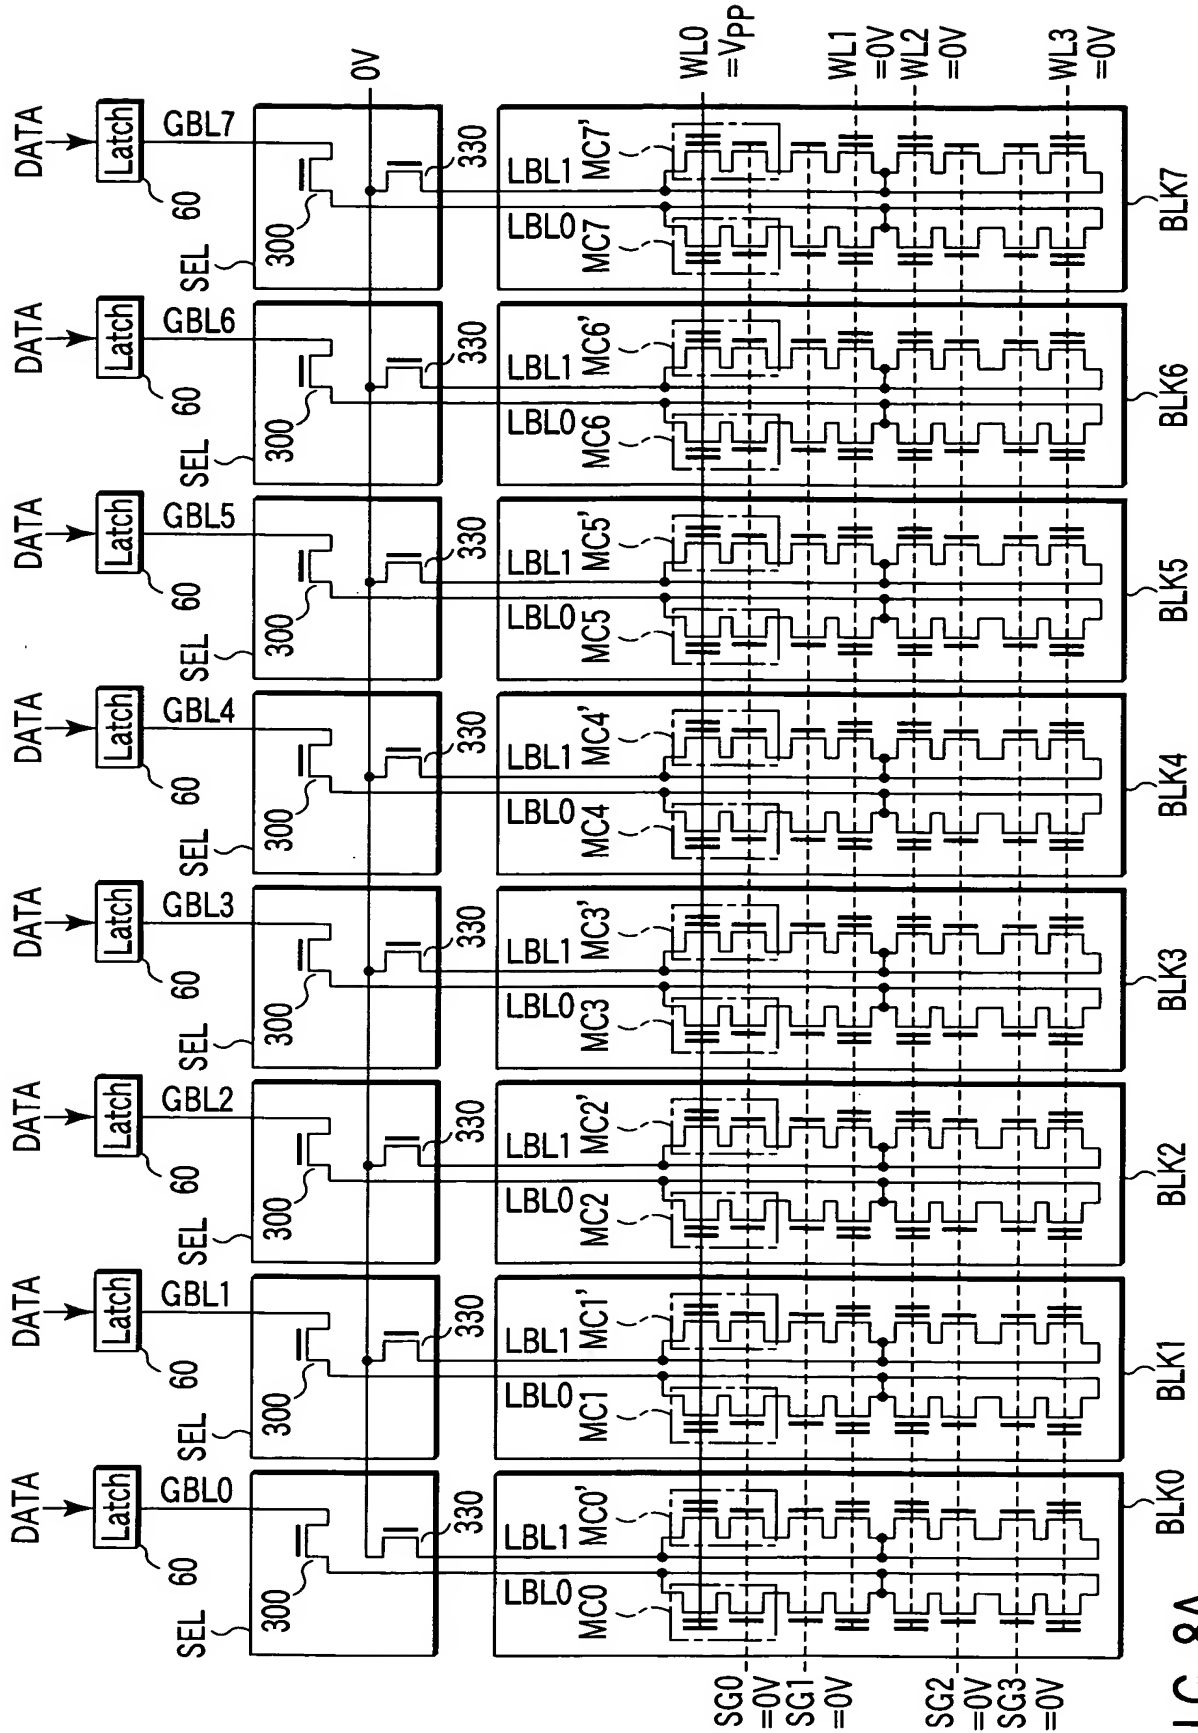 DATA
Latch
60
GBL0
SEL
300
330
LBL0
LBL1
MC0
MC0'
BLK0
DATA
Latch
60
GBL1
SEL
300
330
LBL0
LBL1
MC1
MC1'
BLK1
DATA
Latch
60
GBL2
SEL
300
330
LBL0
LBL1
MC2
MC2'
BLK2
DATA
Latch
60
GBL3
SEL
300
330
LBL0
LBL1
MC3
MC3'
BLK3
DATA
Latch
60
GBL4
SEL
300
330
LBL0
LBL1
MC4
MC4'
BLK4
DATA
Latch
60
GBL5
SEL
300
330
LBL0
LBL1
MC5
MC5'
BLK5
DATA
Latch
60
GBL6
SEL
300
330
LBL0
LBL1
MC6
MC6'
BLK6
DATA
Latch
60
GBL7
SEL
300
330
LBL0
LBL1
MC7
MC7'
BLK7
0V
WL0
=VPP
WL1
=0V
WL2
=0V
WL3
=0V
SG0
=0V
SG1
=0V
SG2
=0V
SG3
=0V
8A